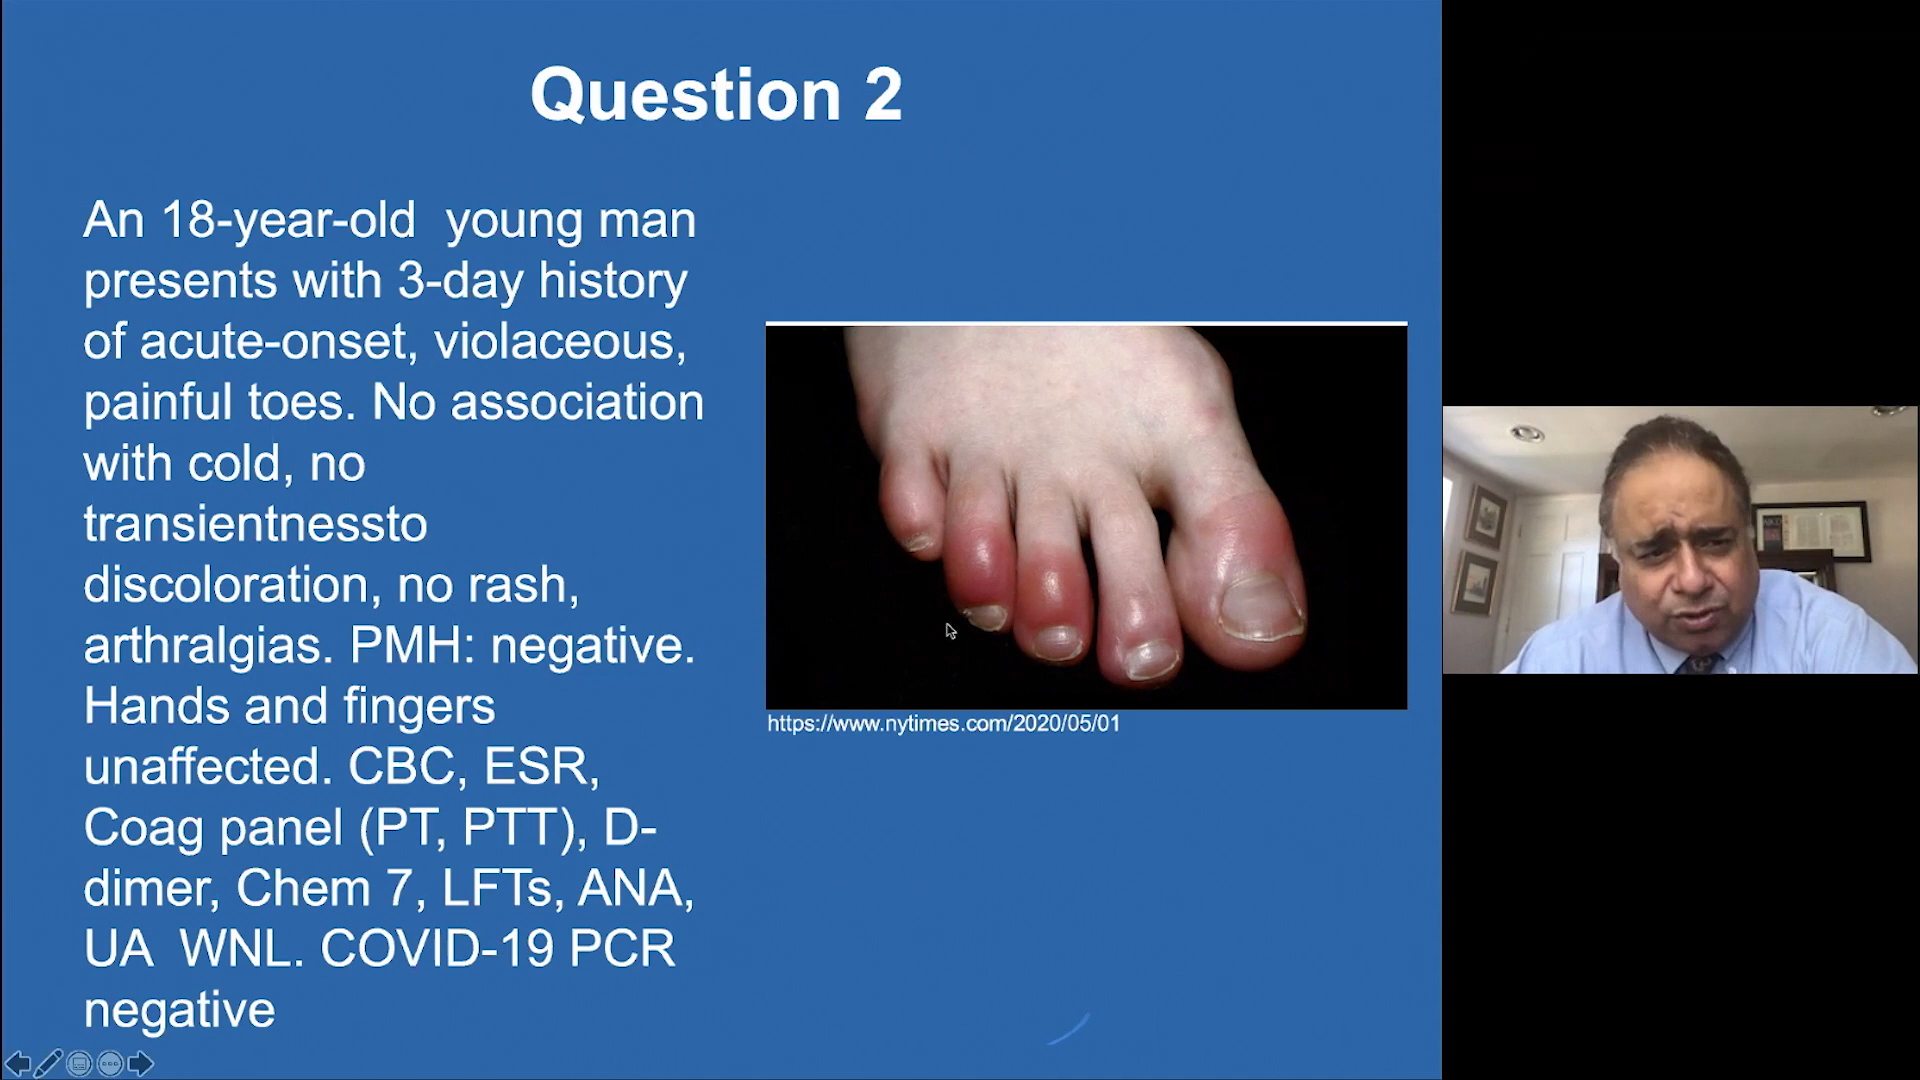 Question 2
An 18-year-old young man
presents with 3-day history
of acute-onset, violaceous,
painful toes. No association
with cold, no
transientnessto
discoloration, no rash,
arthralgias. PMH: negative.
Hands and fingers
unaffected. CBC, ESR,
Coag panel (PT, PTT), D-
dimer, Chem 7, LFTs, ANA,
UA WNL. COVID-19 PCR
negative
https://www.nytimes.com/2020/05/01